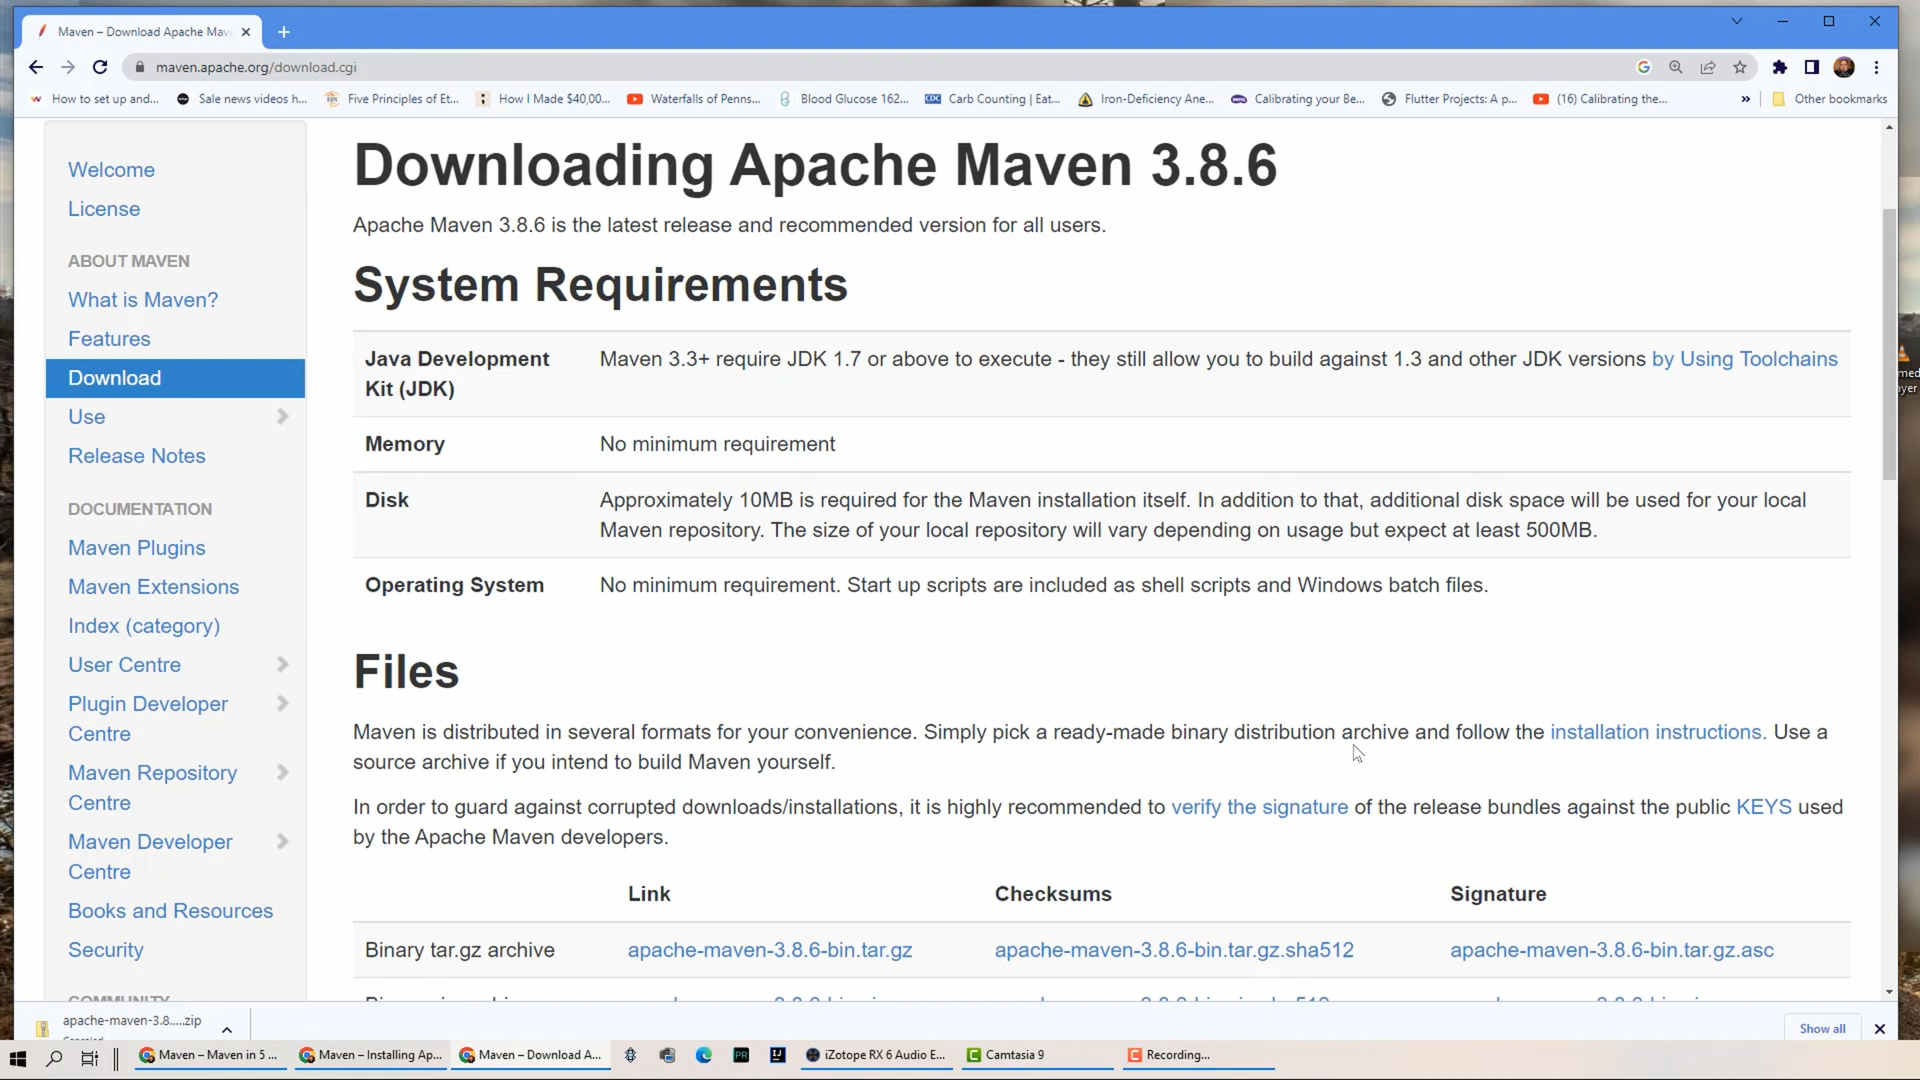 Maven – Download Apache Mav
maven.apache.org/download.cgi
How to set up and...
Sale news videos h...
Five Principles of Et...
How I Made $40,00...
Waterfalls of Penns...
Blood Glucose 162...
Carb Counting | Eat...
Iron-Deficiency Ane...
Calibrating your Be...
Flutter Projects: A p...
(16) Calibrating the...
»
Other bookmarks
Welcome
License
ABOUT MAVEN
What is Maven?
Features
Download
Use
Release Notes
DOCUMENTATION
Maven Plugins
Maven Extensions
Index (category)
User Centre
Plugin Developer
Centre
Maven Repository
Centre
Maven Developer
Centre
Books and Resources
Security
COMMUNITY
Downloading Apache Maven 3.8.6
Apache Maven 3.8.6 is the latest release and recommended version for all users.
System Requirements
Java Development
Kit (JDK)
Maven 3.3+ require JDK 1.7 or above to execute - they still allow you to build against 1.3 and other JDK versions by Using Toolchains
Memory
No minimum requirement
Disk
Approximately 10MB is required for the Maven installation itself. In addition to that, additional disk space will be used for your local
Maven repository. The size of your local repository will vary depending on usage but expect at least 500MB.
Operating System
No minimum requirement. Start up scripts are included as shell scripts and Windows batch files.
Files
Maven is distributed in several formats for your convenience. Simply pick a ready-made binary distribution archive and follow the installation instructions. Use a
source archive if you intend to build Maven yourself.
In order to guard against corrupted downloads/installations, it is highly recommended to verify the signature of the release bundles against the public KEYS used
by the Apache Maven developers.
Link
Checksums
Signature
Binary tar.gz archive
apache-maven-3.8.6-bin.tar.gz
apache-maven-3.8.6-bin.tar.gz.sha512
apache-maven-3.8.6-bin.tar.gz.asc
apache-maven-3.8.....zip
Show all
Maven – Maven in 5 ...
Maven – Installing Ap...
Maven – Download A...
PR
IJ
iZotope RX 6 Audio E...
Camtasia 9
Recording...